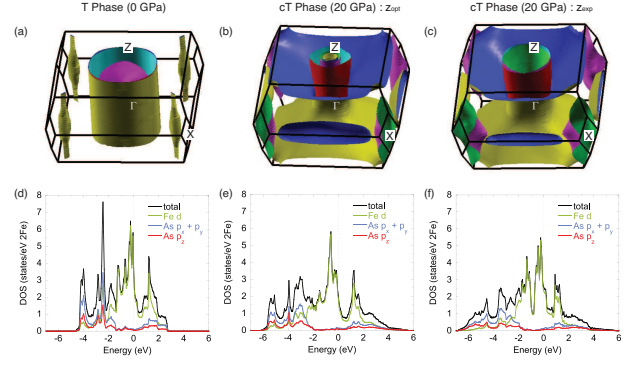 T Phase (0 GPa)
cT Phase (20 GPa) : zopt
cT Phase (20 GPa) : zexp
(a)
Z
Γ
X
(b)
Z
Γ
X
(c)
Z
Γ
X
(d)
DOS (states/eV 2Fe)
8
7
6
5
4
3
2
1
0
total
Fe d
As px + py
As pz
-6 -4 -2 0 2 4 6
Energy (eV)
(e)
DOS (states/eV 2Fe)
8
7
6
5
4
3
2
1
0
total
Fe d
As px + py
As pz
-6 -4 -2 0 2 4 6
Energy (eV)
(f)
DOS (states/eV 2Fe)
8
7
6
5
4
3
2
1
0
total
Fe d
As px + py
As pz
-6 -4 -2 0 2 4 6
Energy (eV)